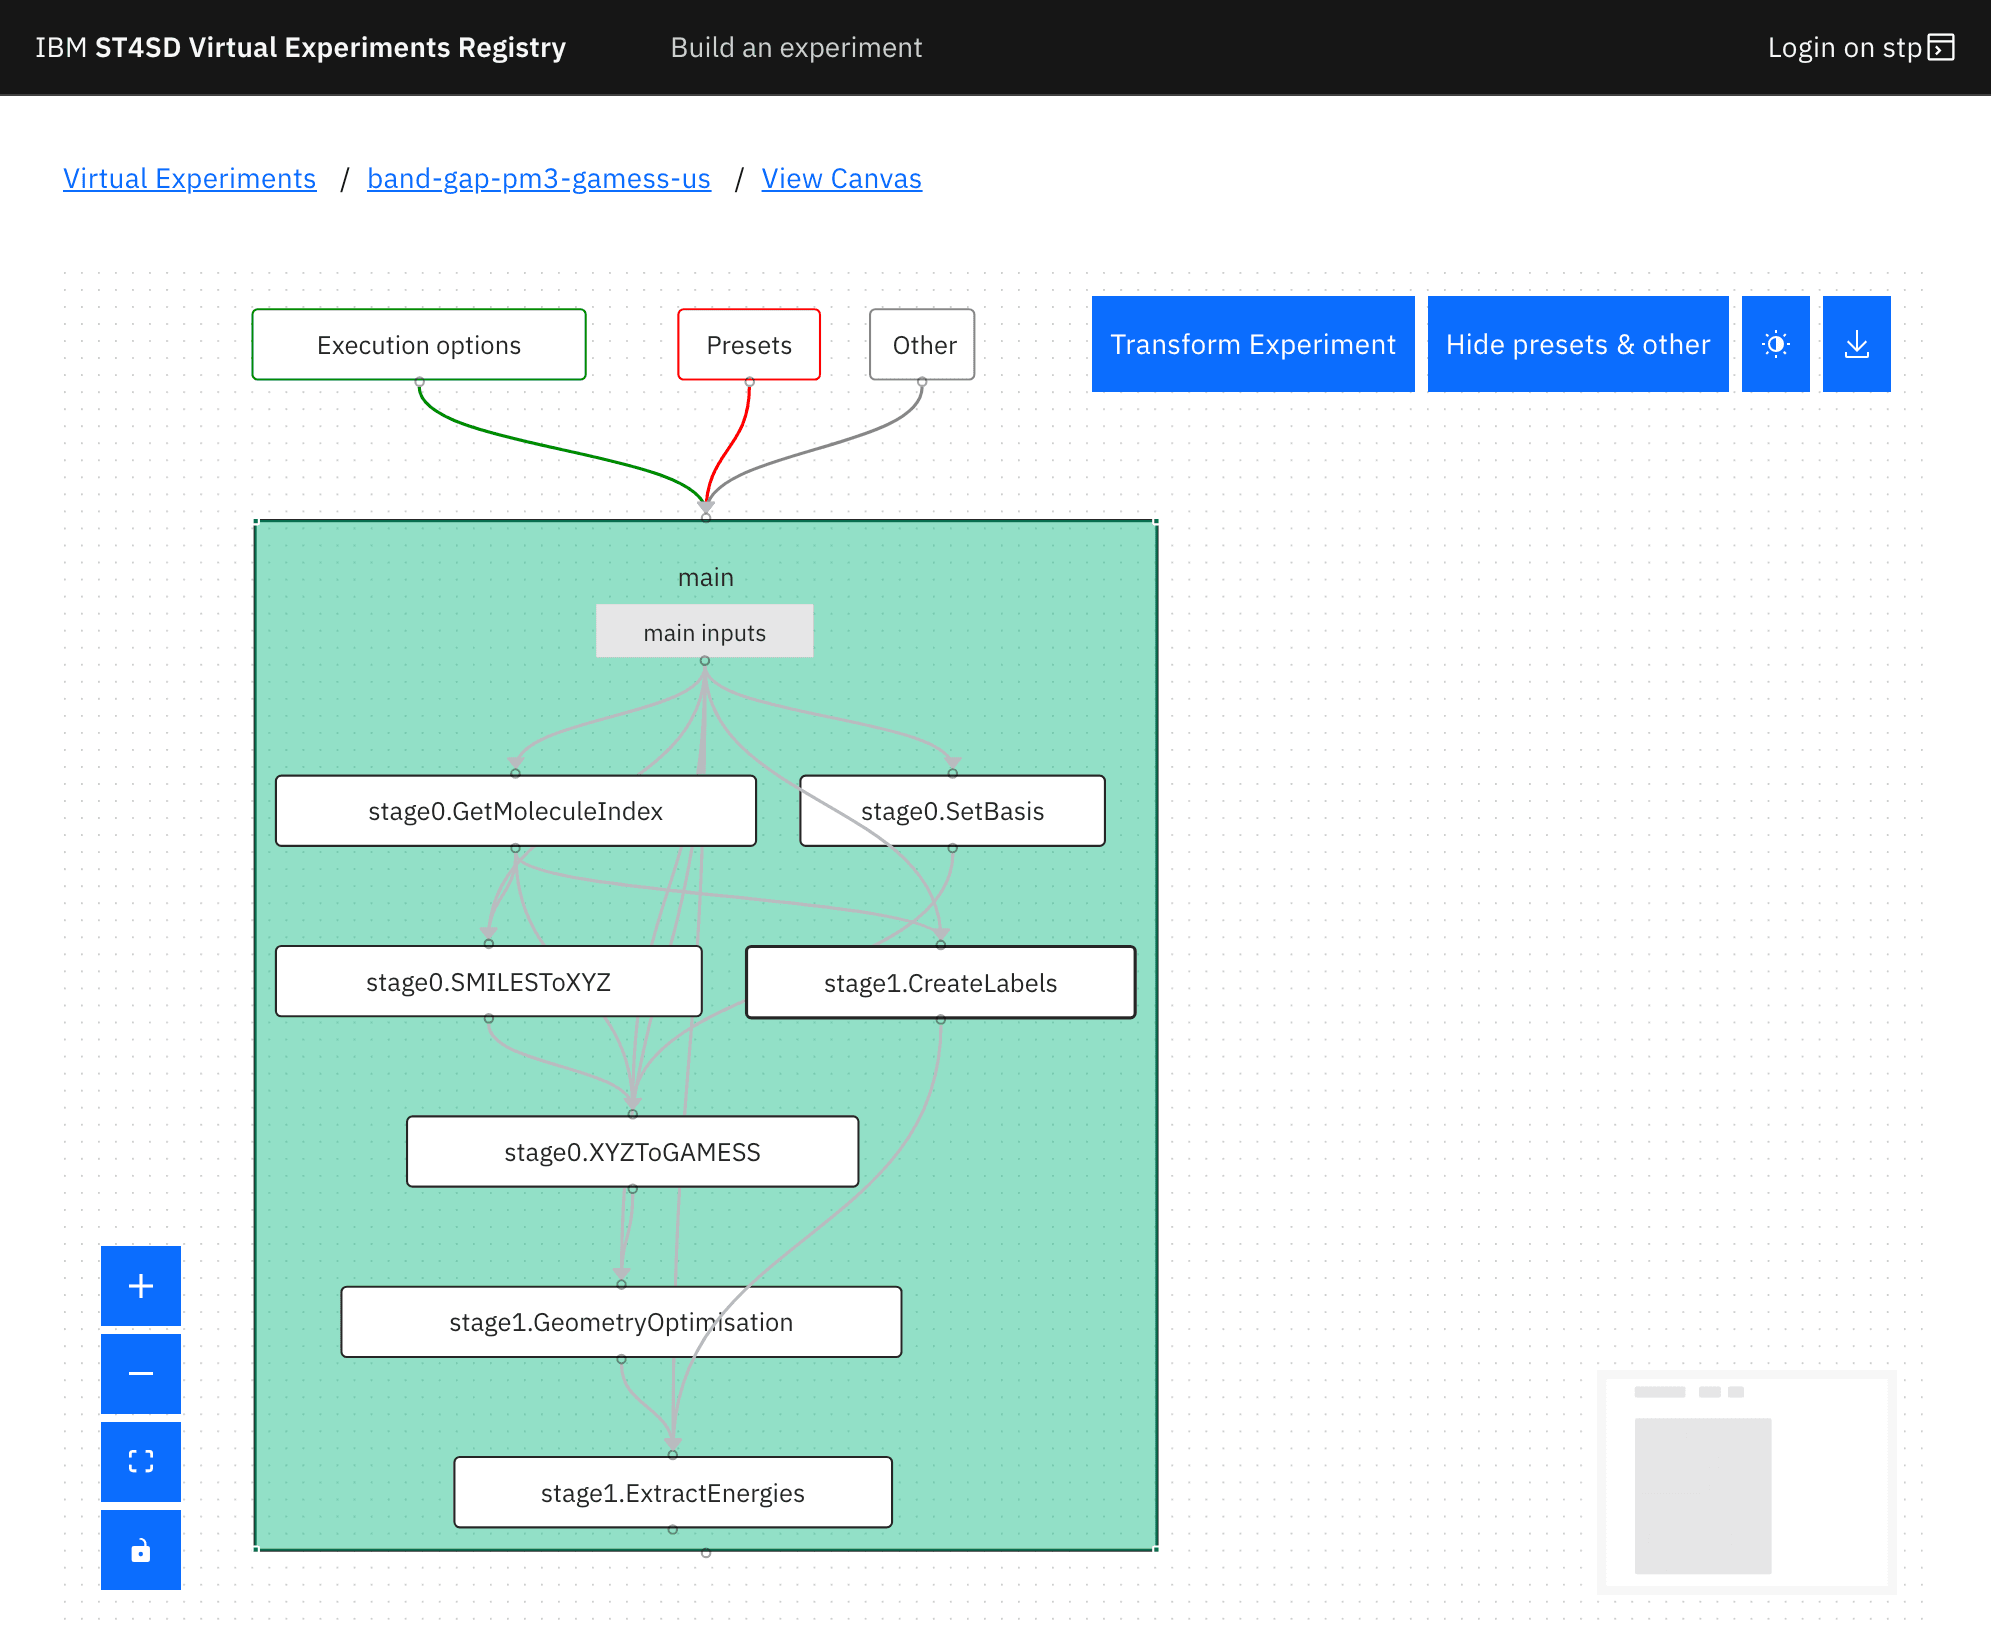 IBM ST4SD Virtual Experiments Registry
Build an experiment
Login on stp
Virtual Experiments / band-gap-pm3-gamess-us / View Canvas
Execution options
Presets
Other
Transform Experiment
Hide presets & other
main
main inputs
stage0.GetMoleculeIndex
stage0.SetBasis
stage0.SMILESToXYZ
stage1.CreateLabels
stage0.XYZToGAMESS
stage1.GeometryOptimisation
stage1.ExtractEnergies